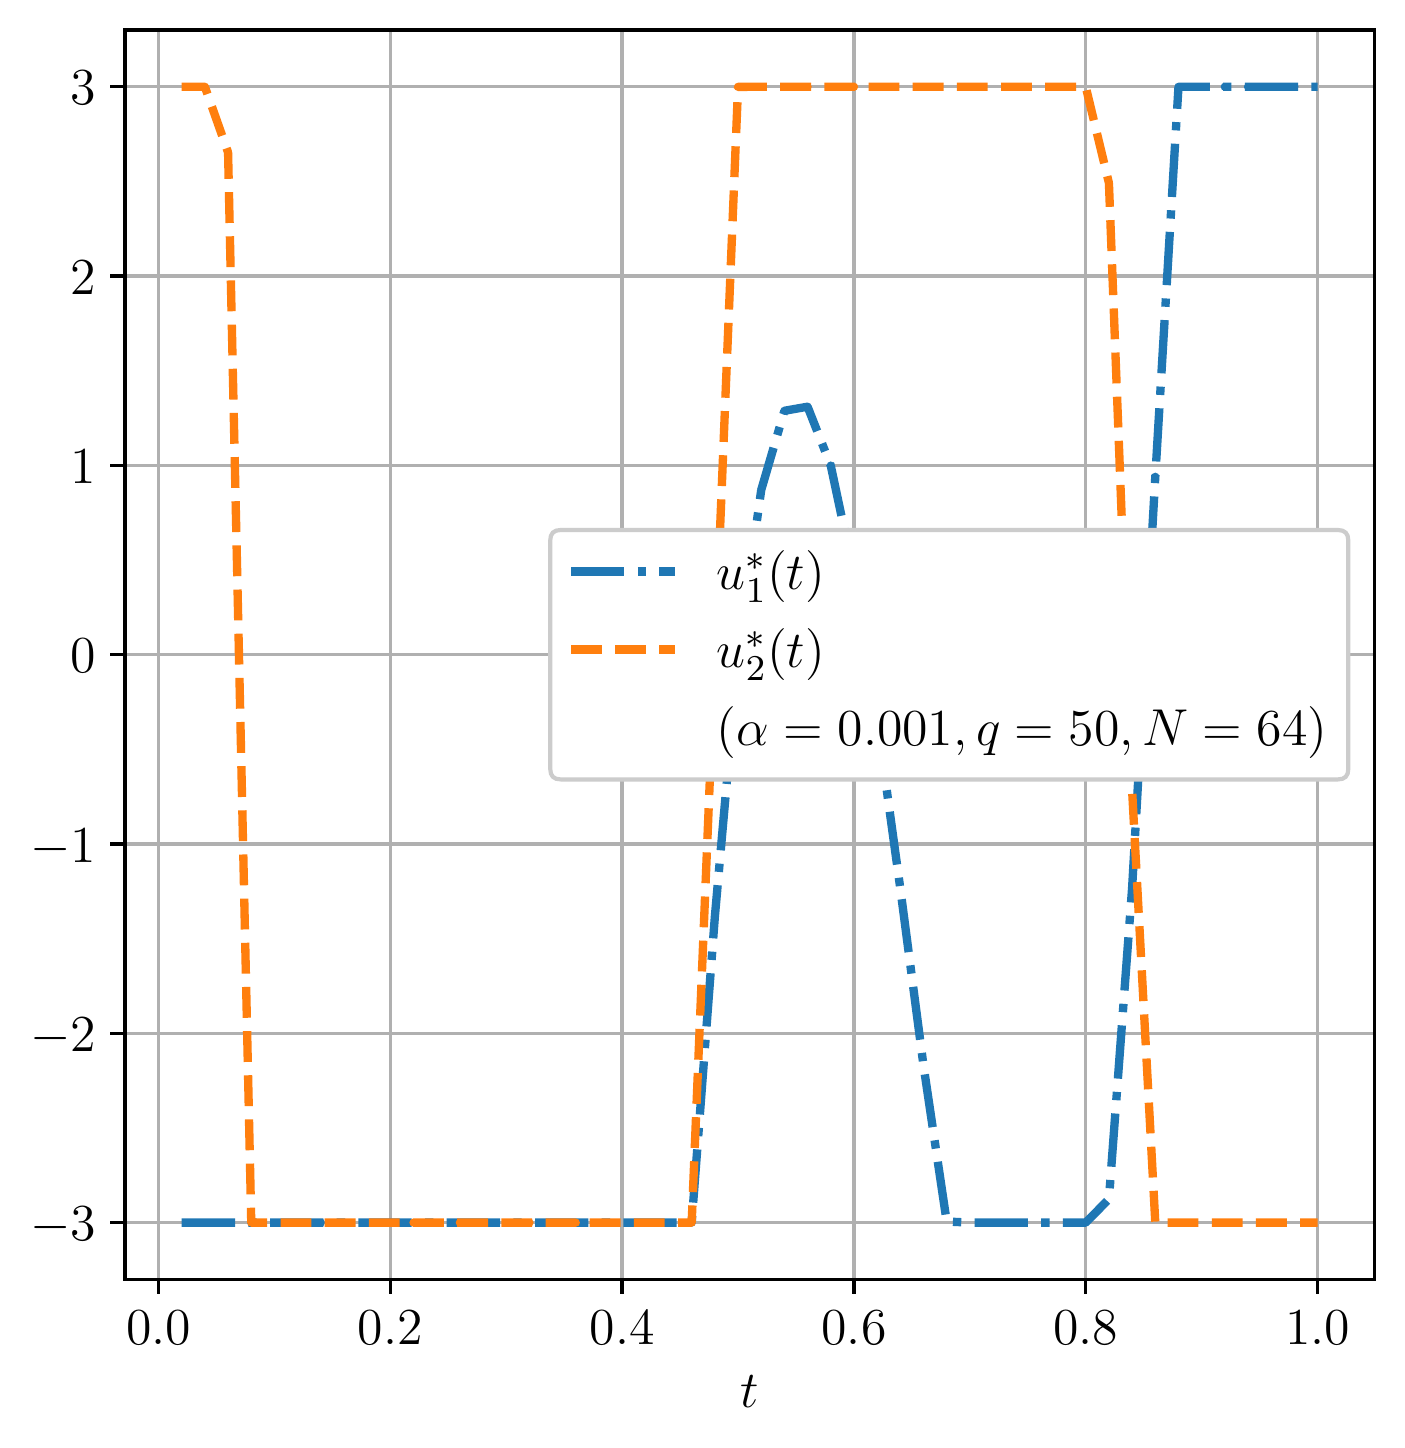 3
2
1
0
−1
−2
−3
u₁*(t)
u₂*(t)
(α = 0.001, q = 50, N = 64)
0.0 0.2 0.4 0.6 0.8 1.0
t